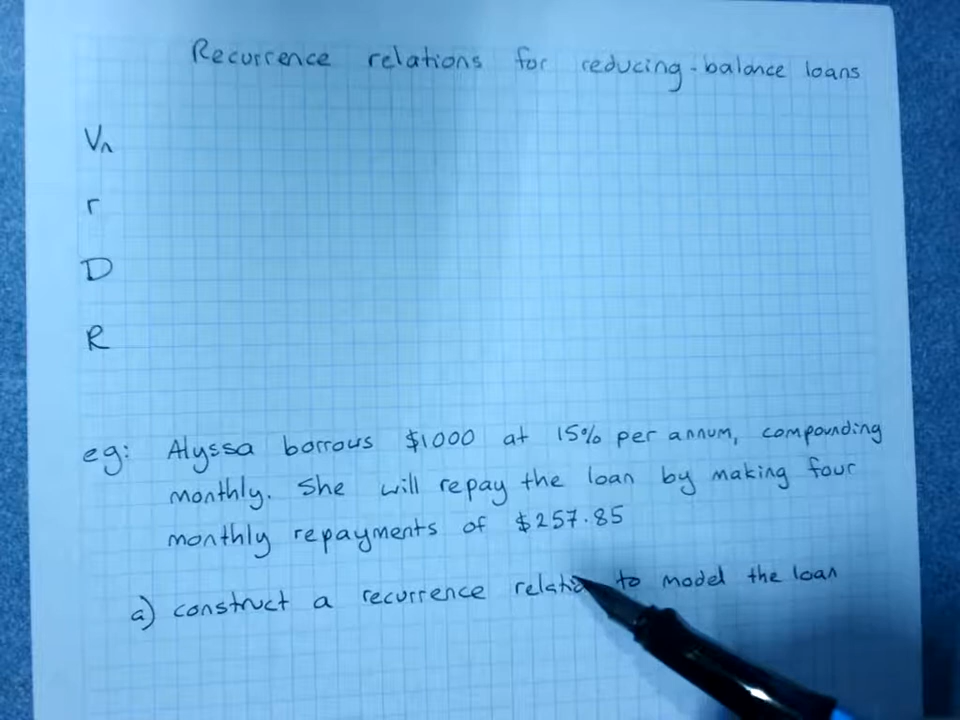 Recurrence relations for reducing-balance loans
Vn
r
D
R
eg: Alyssa borrows $1000 at 15% per annum, compounding
monthly. She will repay the loan by making four
monthly repayments of $257.85
a) construct a recurrence to model the loan